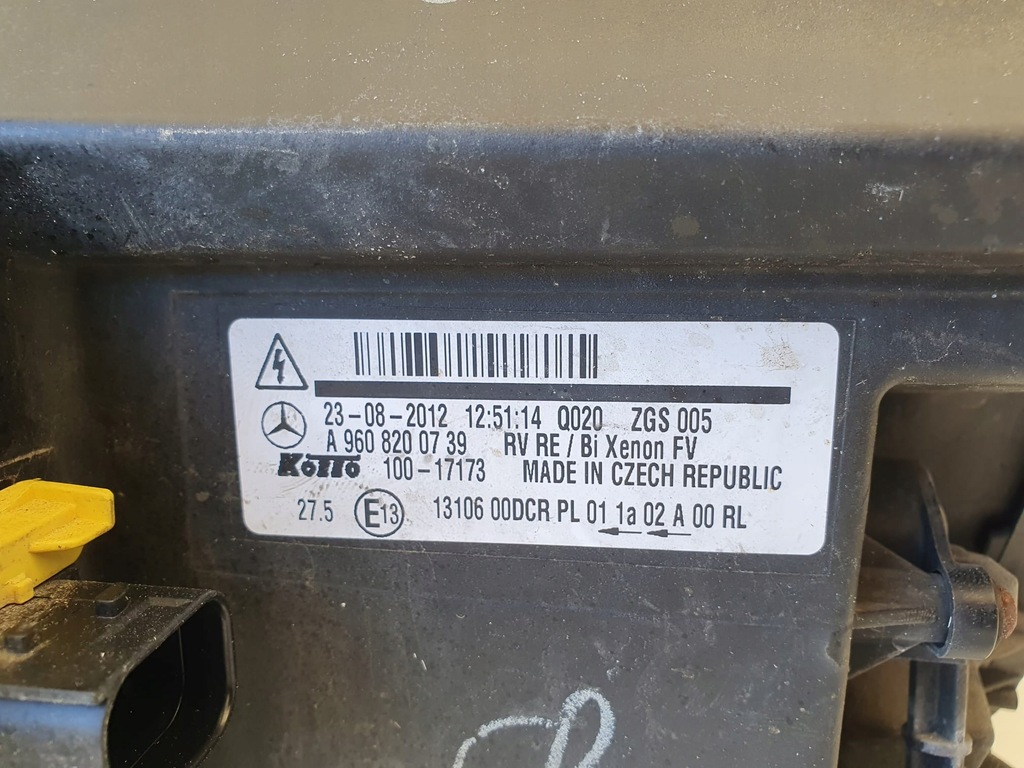 23-08-2012 12:51:14 Q020 ZGS 005
A 960 820 07 39 RV RE / Bi Xenon FV
KOITO 100-17173 MADE IN CZECH REPUBLIC
27.5 E13 13106 00DCR PL 01 1a 02 A 00 RL